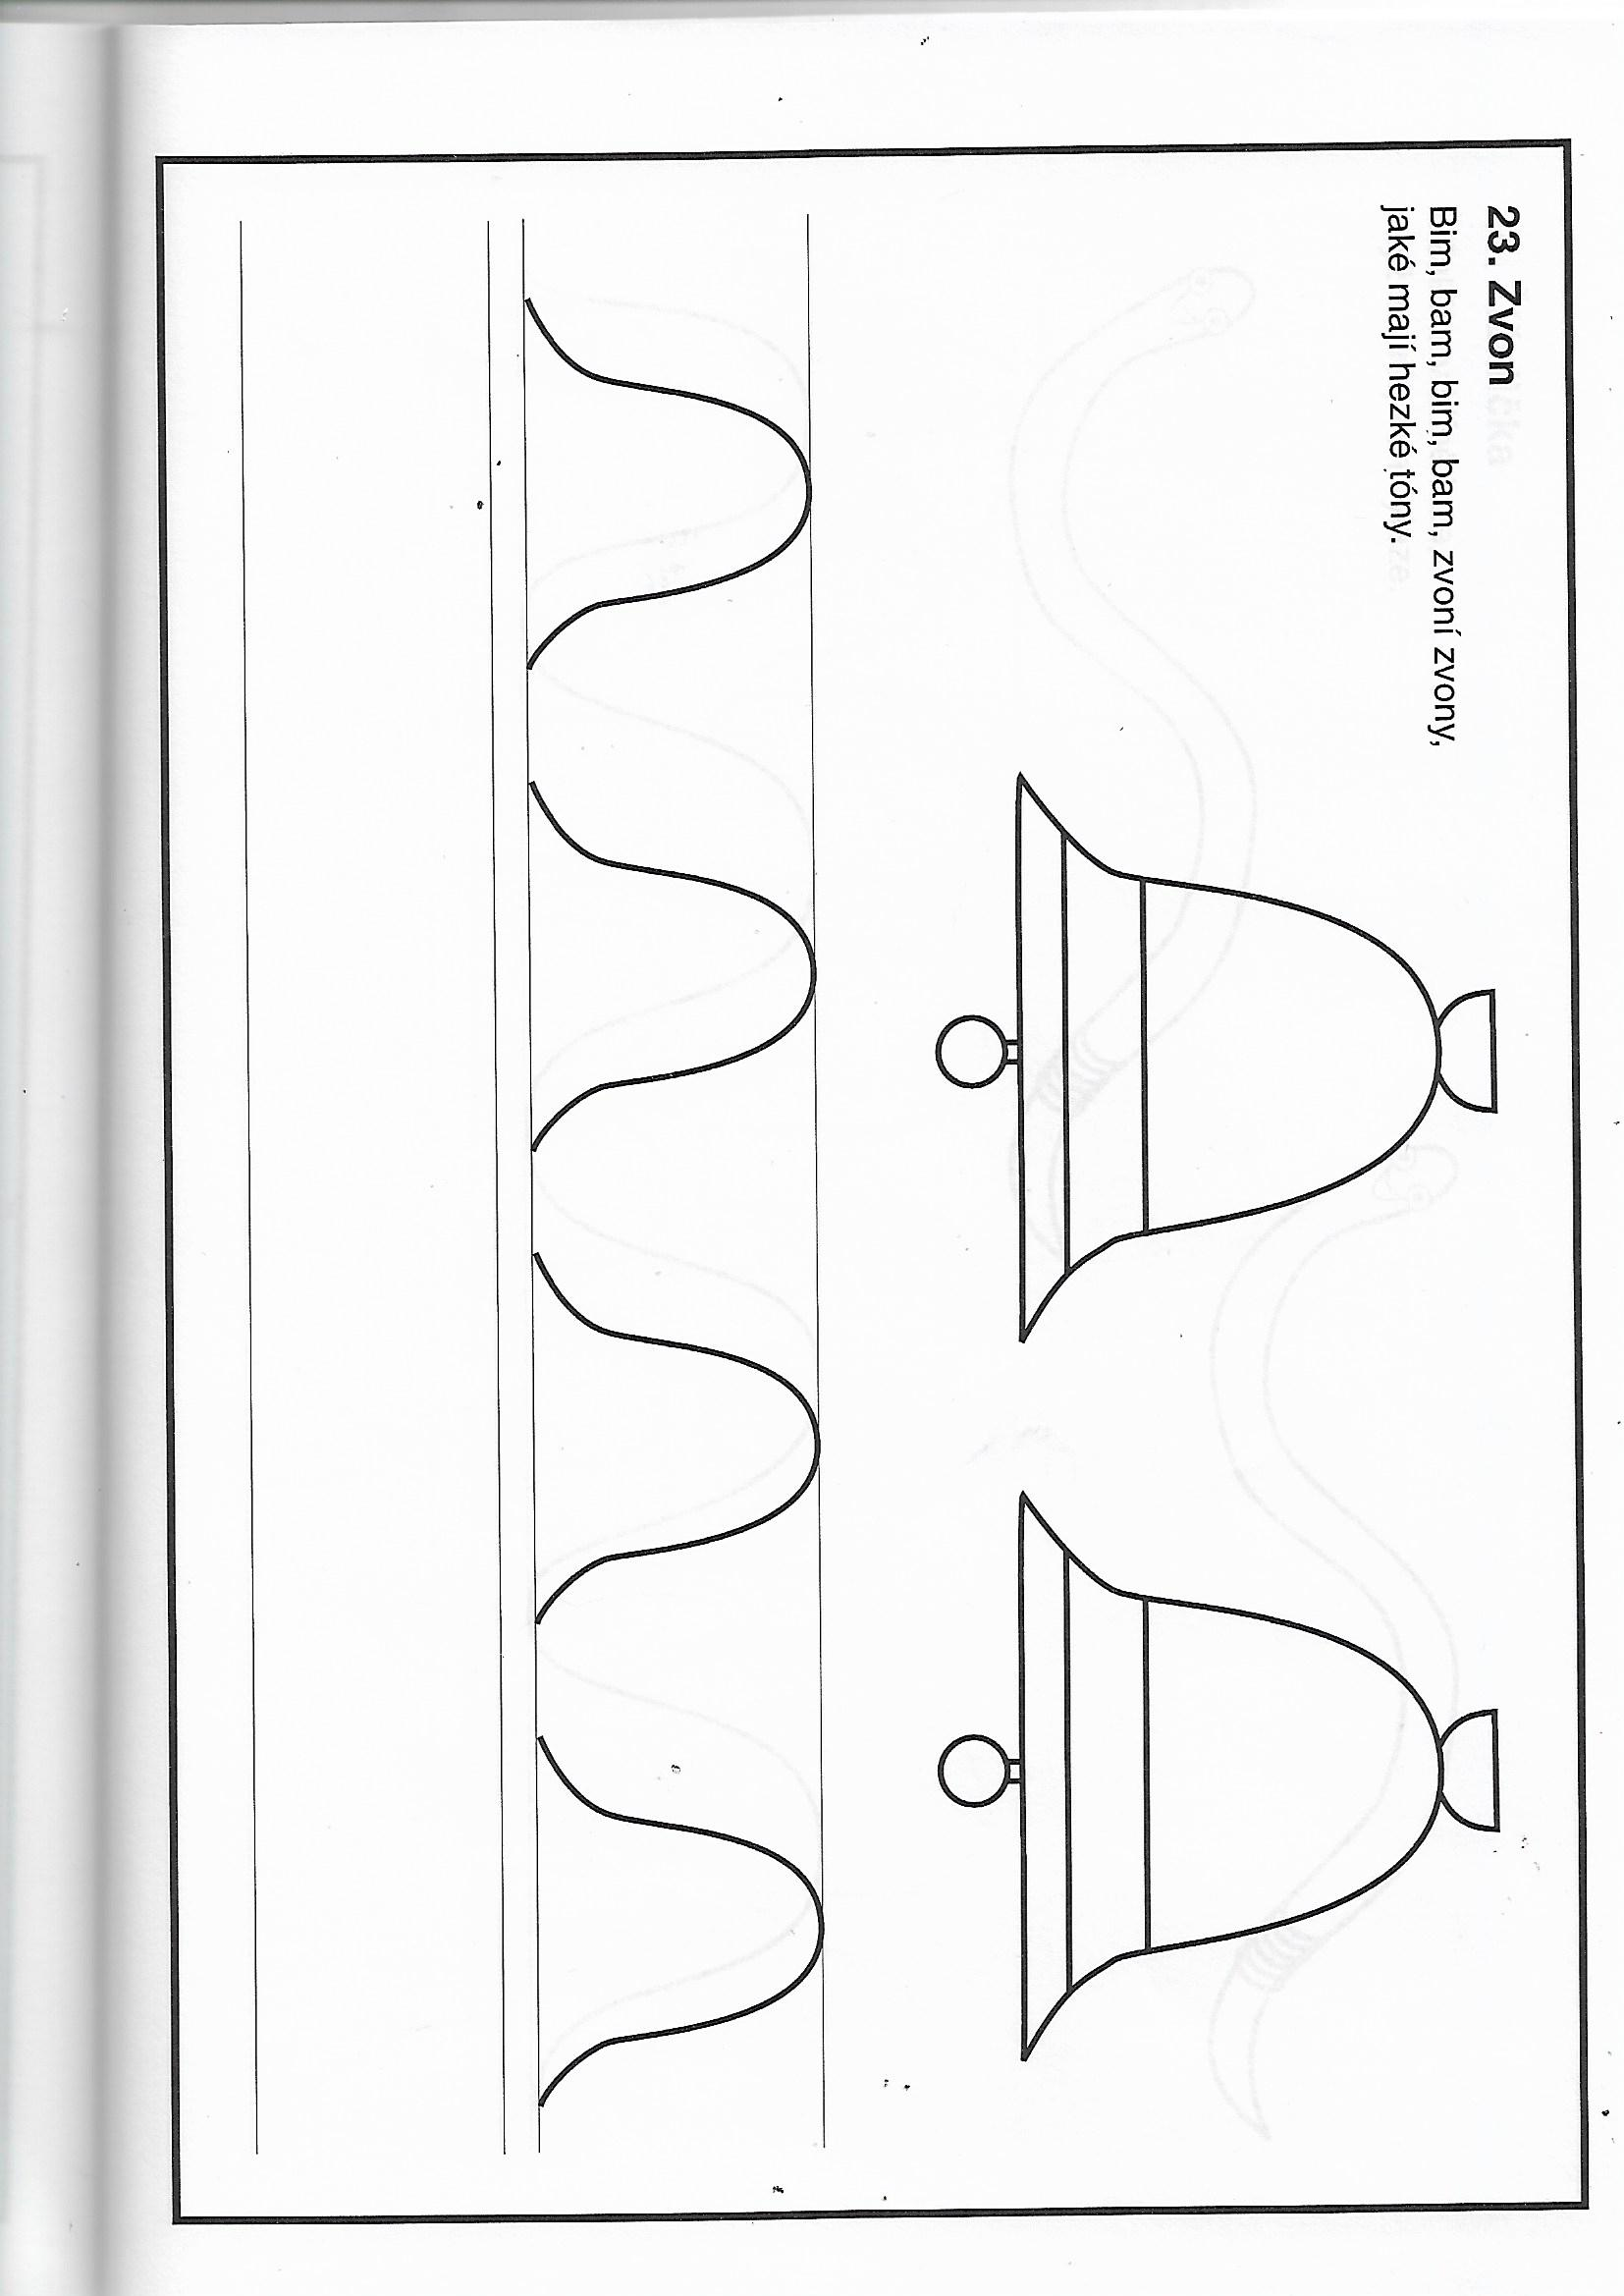 23. Zvon
Bim, bam, bim, bam, zvoní zvony,
jaké mají hezké tóny.